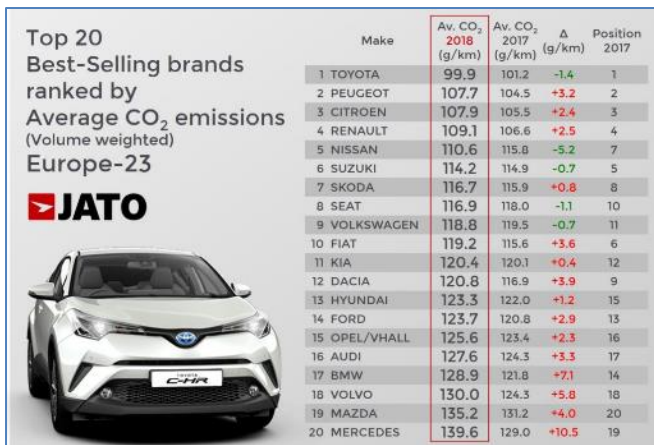 Top 20
Best-Selling brands
ranked by
Average CO₂ emissions
(Volume weighted)
Europe-23
JATO
TOYOTA
C-HR
Make Av. CO₂ 2018 (g/km) Av. CO₂ 2017 (g/km) Δ (g/km) Position 2017
1 TOYOTA 99.9 101.2 -1.4 1
2 PEUGEOT 107.7 104.5 +3.2 2
3 CITROEN 107.9 105.5 +2.4 3
4 RENAULT 109.1 106.6 +2.5 4
5 NISSAN 110.6 115.8 -5.2 7
6 SUZUKI 114.2 114.9 -0.7 5
7 SKODA 116.7 115.9 +0.8 8
8 SEAT 116.9 118.0 -1.1 10
9 VOLKSWAGEN 118.8 119.5 -0.7 11
10 FIAT 119.2 115.6 +3.6 6
11 KIA 120.4 120.1 +0.4 12
12 DACIA 120.8 116.9 +3.9 9
13 HYUNDAI 123.3 122.0 +1.2 15
14 FORD 123.7 120.8 +2.9 13
15 OPEL/VHALL 125.6 123.4 +2.3 16
16 AUDI 127.6 124.3 +3.3 17
17 BMW 128.9 121.8 +7.1 14
18 VOLVO 130.0 124.3 +5.8 18
19 MAZDA 135.2 131.2 +4.0 20
20 MERCEDES 139.6 129.0 +10.5 19